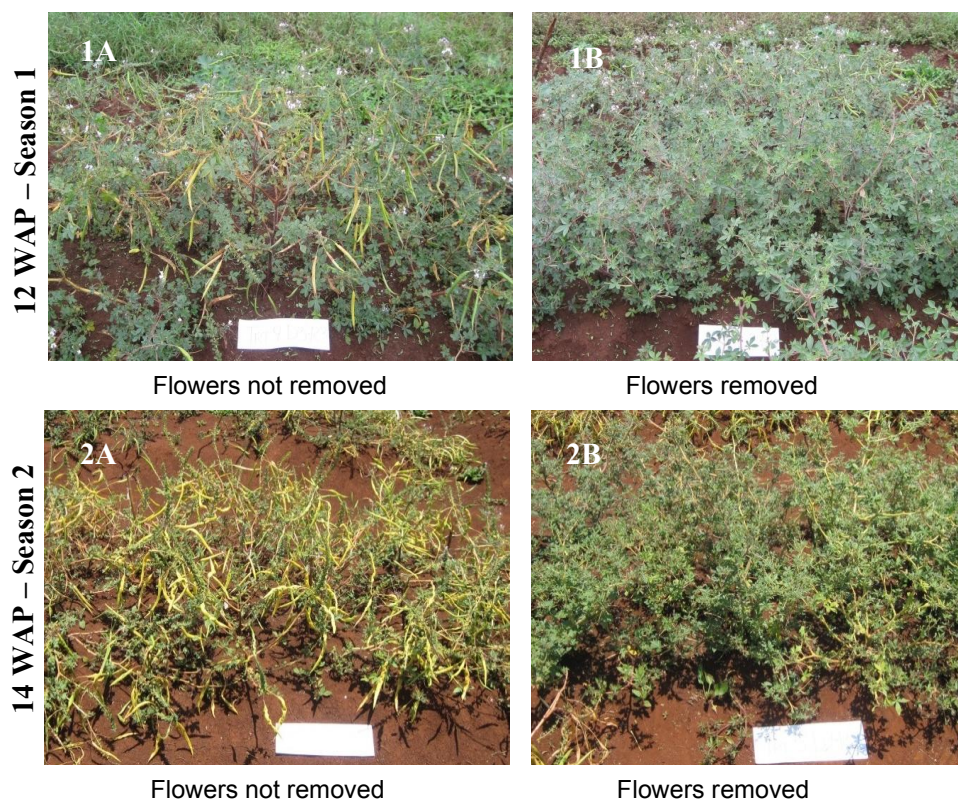 12 WAP – Season 1
1A
1B
Flowers not removed
Flowers removed
14 WAP – Season 2
2A
2B
Flowers not removed
Flowers removed